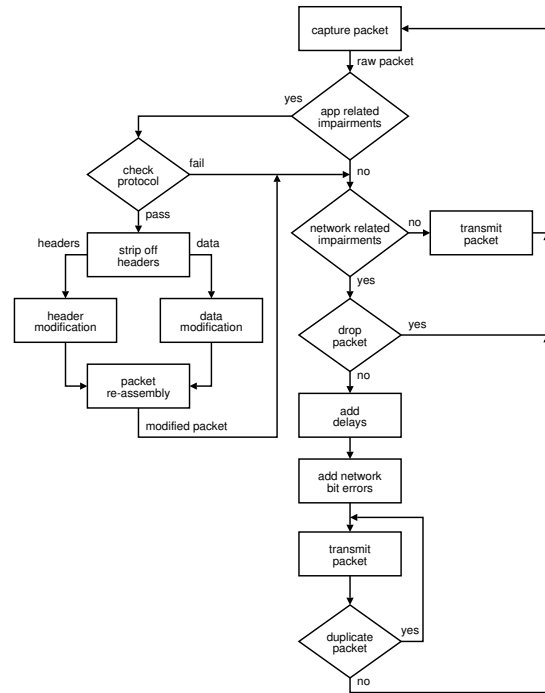 capture packet
raw packet
yes
app related
impairments
check
protocol
fail
no
pass
headers
strip off
headers
data
network related
impairments
no
transmit
packet
yes
header
modification
data
modification
drop
packet
yes
packet
re-assembly
no
modified packet
add
delays
add network
bit errors
transmit
packet
duplicate
packet
yes
no